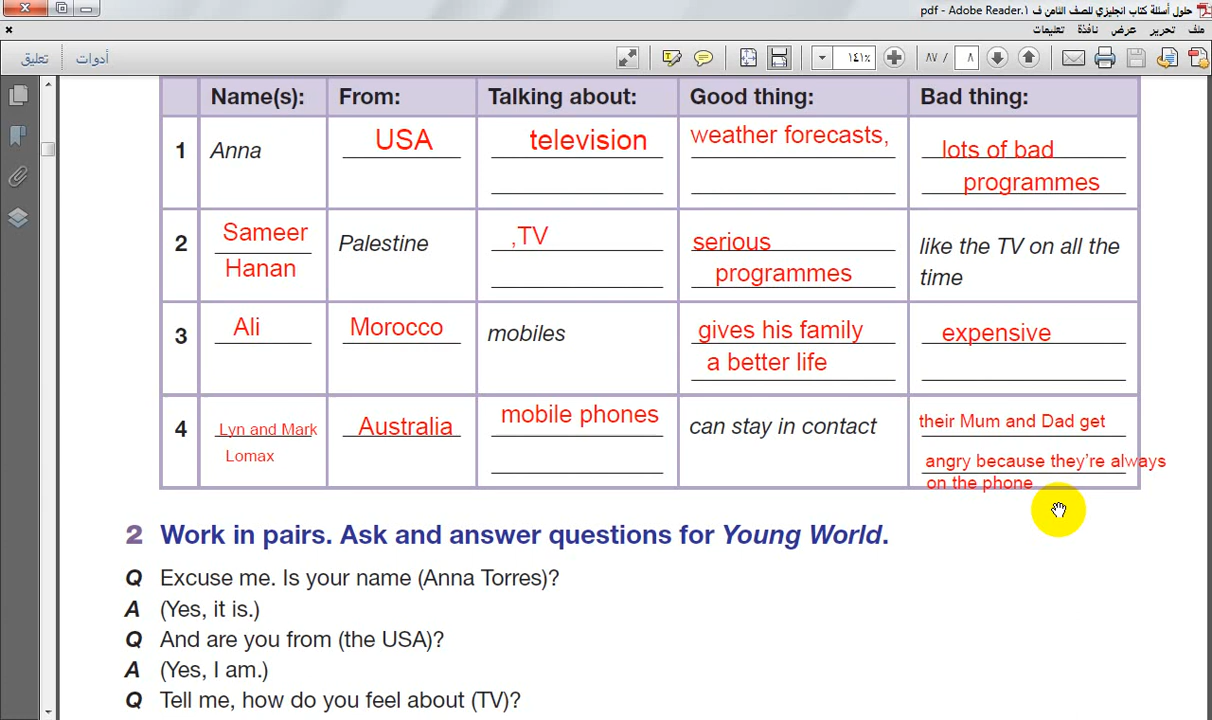 حلول أسئلة كتاب انجليزي للصف الثامن ف ١.pdf - Adobe Reader
ملف تحرير عرض نافذة تعليمات
أدوات تعليق
٨ / ٨٧ ١٤١%
Name(s): From: Talking about: Good thing: Bad thing:
1 Anna USA television weather forecasts, lots of bad
programmes
2 Sameer Palestine ,TV serious like the TV on all the
Hanan programmes time
3 Ali Morocco mobiles gives his family expensive
a better life
4 Lyn and Mark Australia mobile phones can stay in contact their Mum and Dad get
Lomax angry because they're always
on the phone
2 Work in pairs. Ask and answer questions for Young World.
Q Excuse me. Is your name (Anna Torres)?
A (Yes, it is.)
Q And are you from (the USA)?
A (Yes, I am.)
Q Tell me, how do you feel about (TV)?